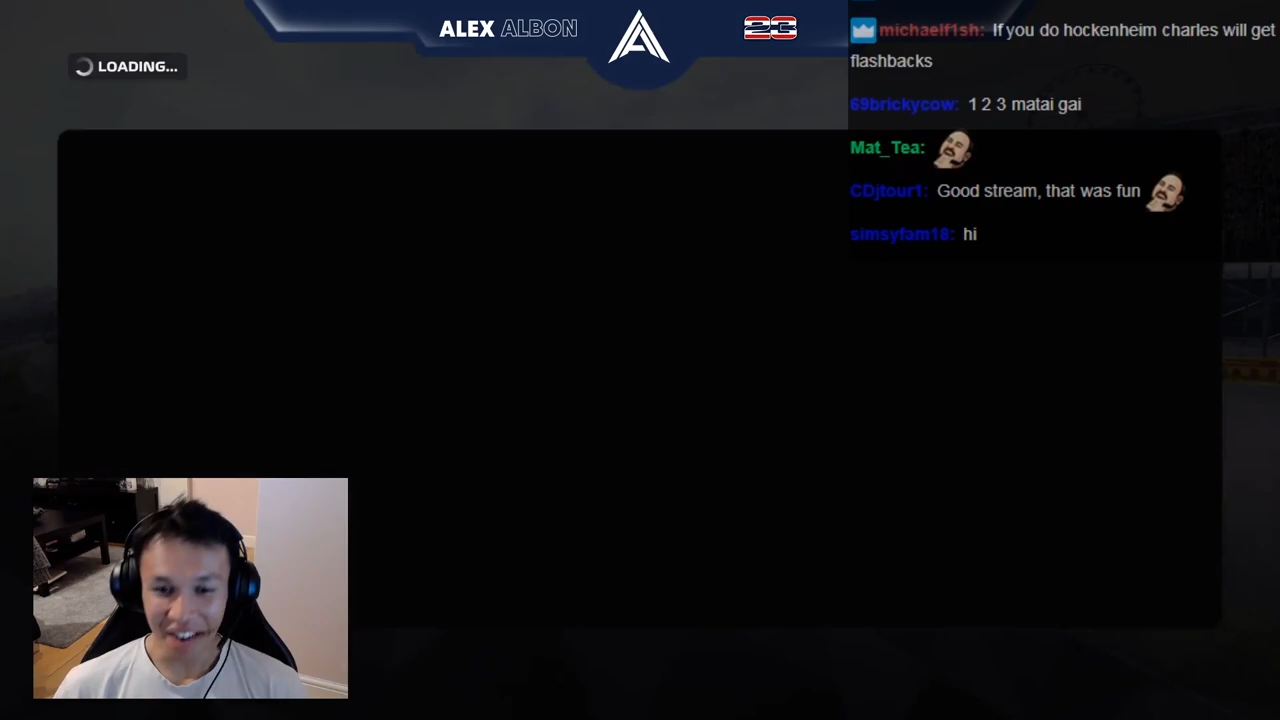 ALEX ALBON
23
LOADING...
michaelf1sh: If you do hockenheim charles will get
flashbacks
69brickycow: 1 2 3 matai gai
Mat_Tea:
CDjtour1: Good stream, that was fun
simsyfam18: hi